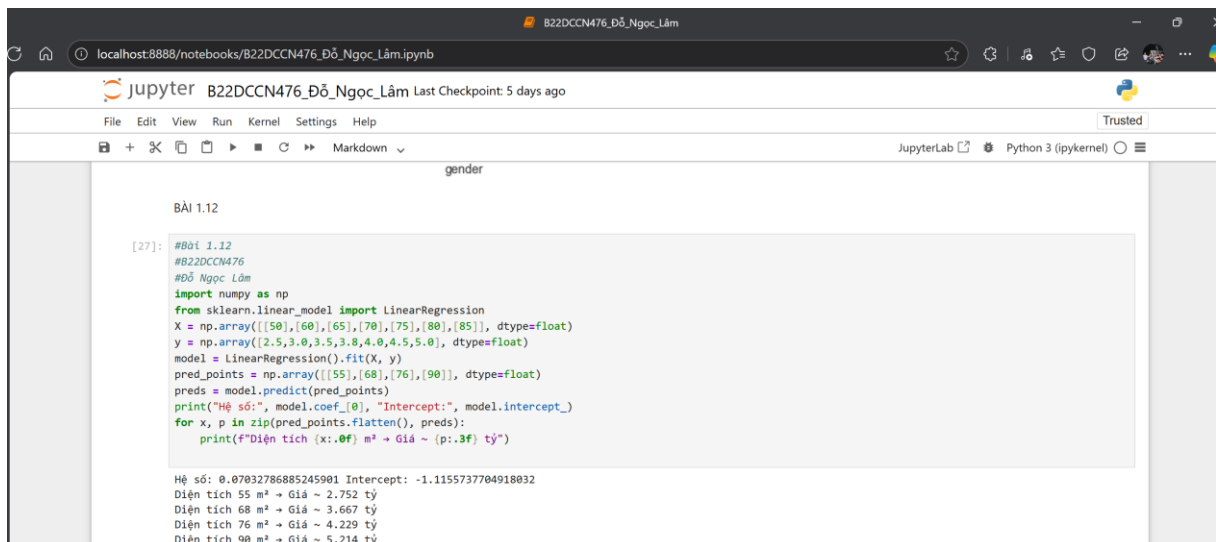 B22DCCN476_Đỗ_Ngọc_Lâm
localhost:8888/notebooks/B22DCCN476_Đỗ_Ngọc_Lâm.ipynb
jupyter B22DCCN476_Đỗ_Ngọc_Lâm Last Checkpoint: 5 days ago
File Edit View Run Kernel Settings Help Trusted
Markdown JupyterLab Python 3 (ipykernel)
gender
BÀI 1.12
[27]: #Bài 1.12
#B22DCCN476
#Đỗ Ngọc Lâm
import numpy as np
from sklearn.linear_model import LinearRegression
X = np.array([[50],[60],[65],[70],[75],[80],[85]], dtype=float)
y = np.array([2.5,3.0,3.5,3.8,4.0,4.5,5.0], dtype=float)
model = LinearRegression().fit(X, y)
pred_points = np.array([[55],[68],[76],[90]], dtype=float)
preds = model.predict(pred_points)
print("Hệ số:", model.coef_[0], "Intercept:", model.intercept_)
for x, p in zip(pred_points.flatten(), preds):
    print(f"Diện tích {x:.0f} m² → Giá ~ {p:.3f} tỷ")
Hệ số: 0.07032786885245901 Intercept: -1.1155737704918032
Diện tích 55 m² → Giá ~ 2.752 tỷ
Diện tích 68 m² → Giá ~ 3.667 tỷ
Diện tích 76 m² → Giá ~ 4.229 tỷ
Diện tích 90 m² → Giá ~ 5.214 tỷ